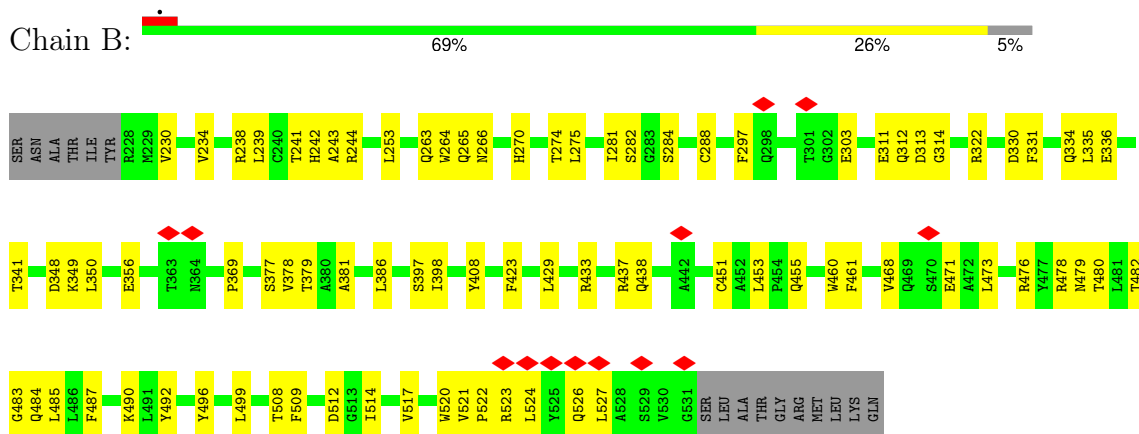 Chain B:
69% 26% 5%
SER ASN ALA THR ILE TYR R228 M229 V230 V234 R238 L239 C240 T241 H242 A243 R244 L253 Q263 W264 Q265 N266 H270 T274 L275 I281 S282 G283 S284 C288 F297 Q298 T301 G302 E303 E311 Q312 D313 G314 R322 D330 F331 Q334 L335 E336
T341 D348 K349 L350 E356 T363 N364 P369 S377 V378 T379 A380 A381 L386 S397 I398 Y408 F423 L429 R433 R437 Q438 A442 C451 A452 L453 P454 Q455 W460 F461 V468 Q469 S470 E471 A472 L473 R476 Y477 R478 N479 T480 L481 T482
G483 Q484 L485 L486 F487 K490 L491 Y492 Y496 L499 T508 F509 D512 G513 I514 V517 W520 V521 P522 R523 L524 Y525 Q526 L527 A528 S529 V530 G531 SER LEU ALA THR GLY ARG MET LEU LYS GLN